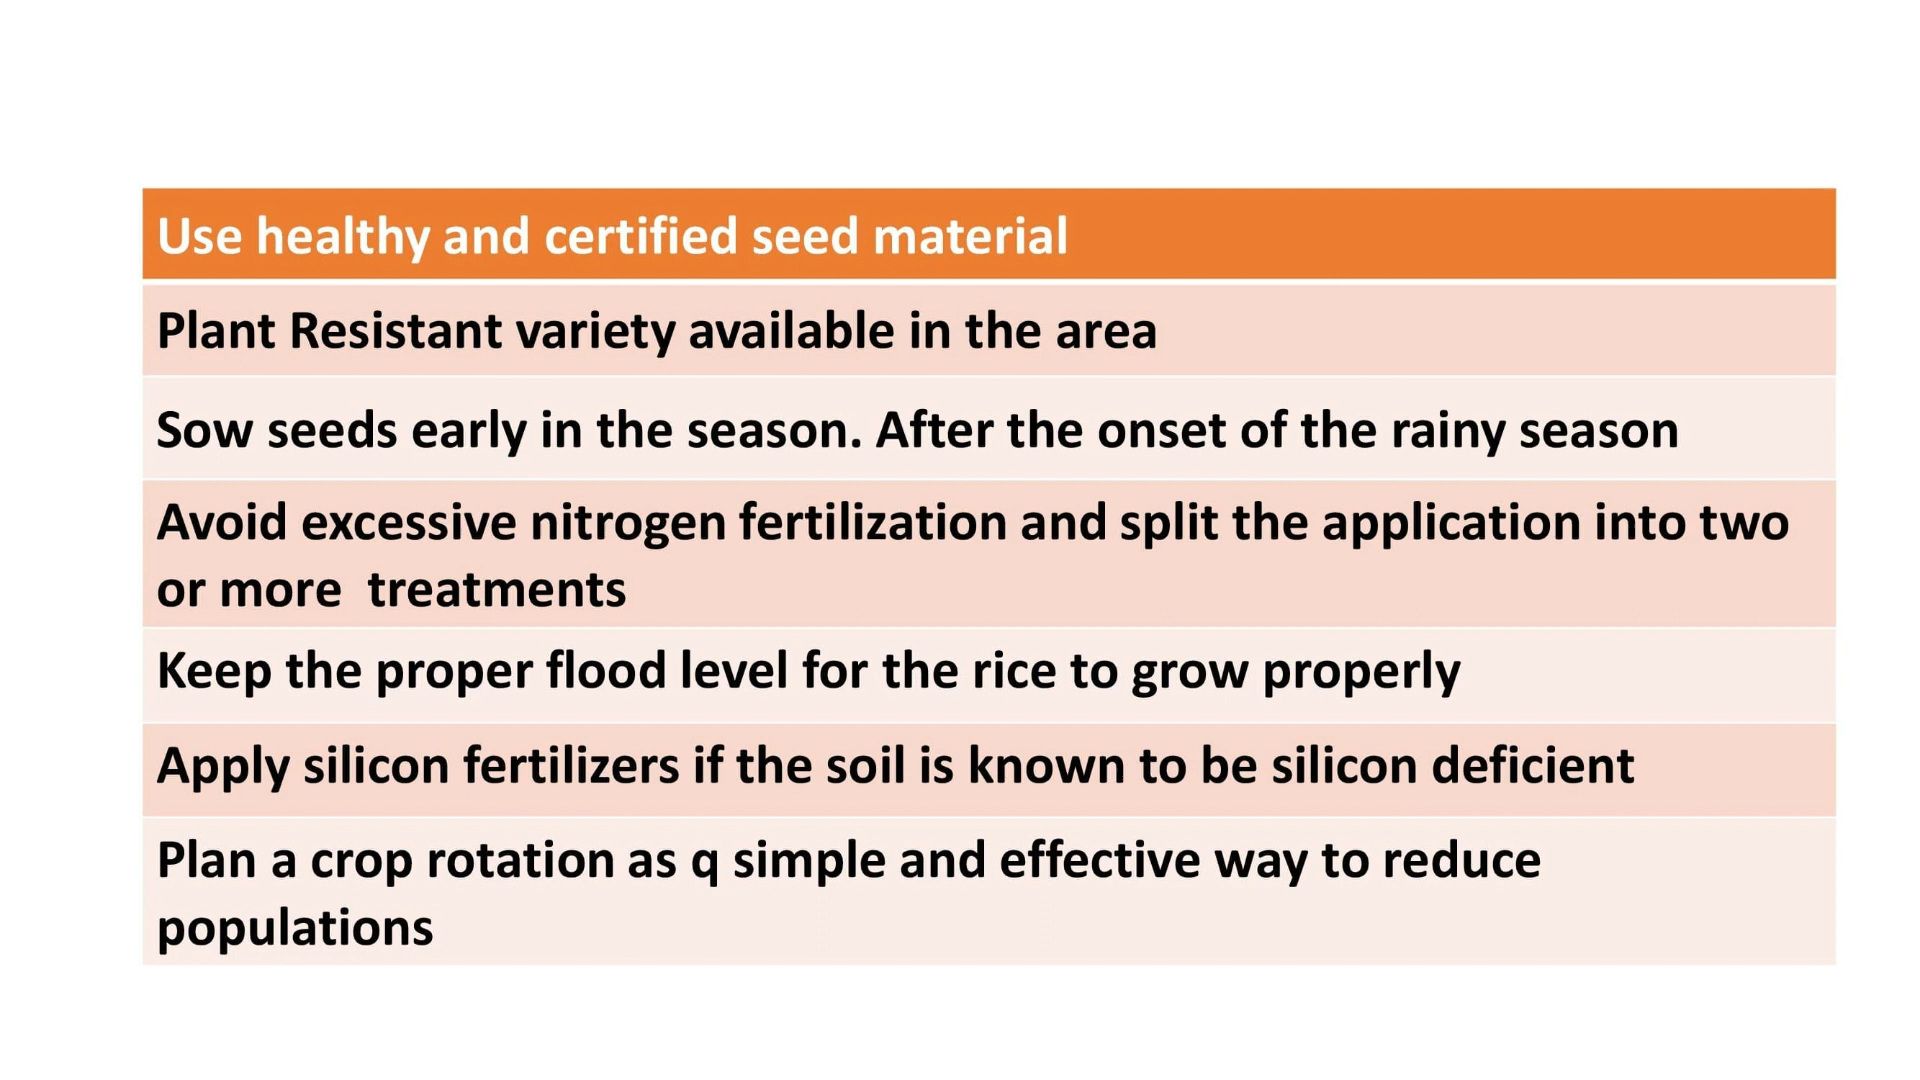 Use healthy and certified seed material
Plant Resistant variety available in the area
Sow seeds early in the season. After the onset of the rainy season
Avoid excessive nitrogen fertilization and split the application into two
or more  treatments
Keep the proper flood level for the rice to grow properly
Apply silicon fertilizers if the soil is known to be silicon deficient
Plan a crop rotation as q simple and effective way to reduce
populations